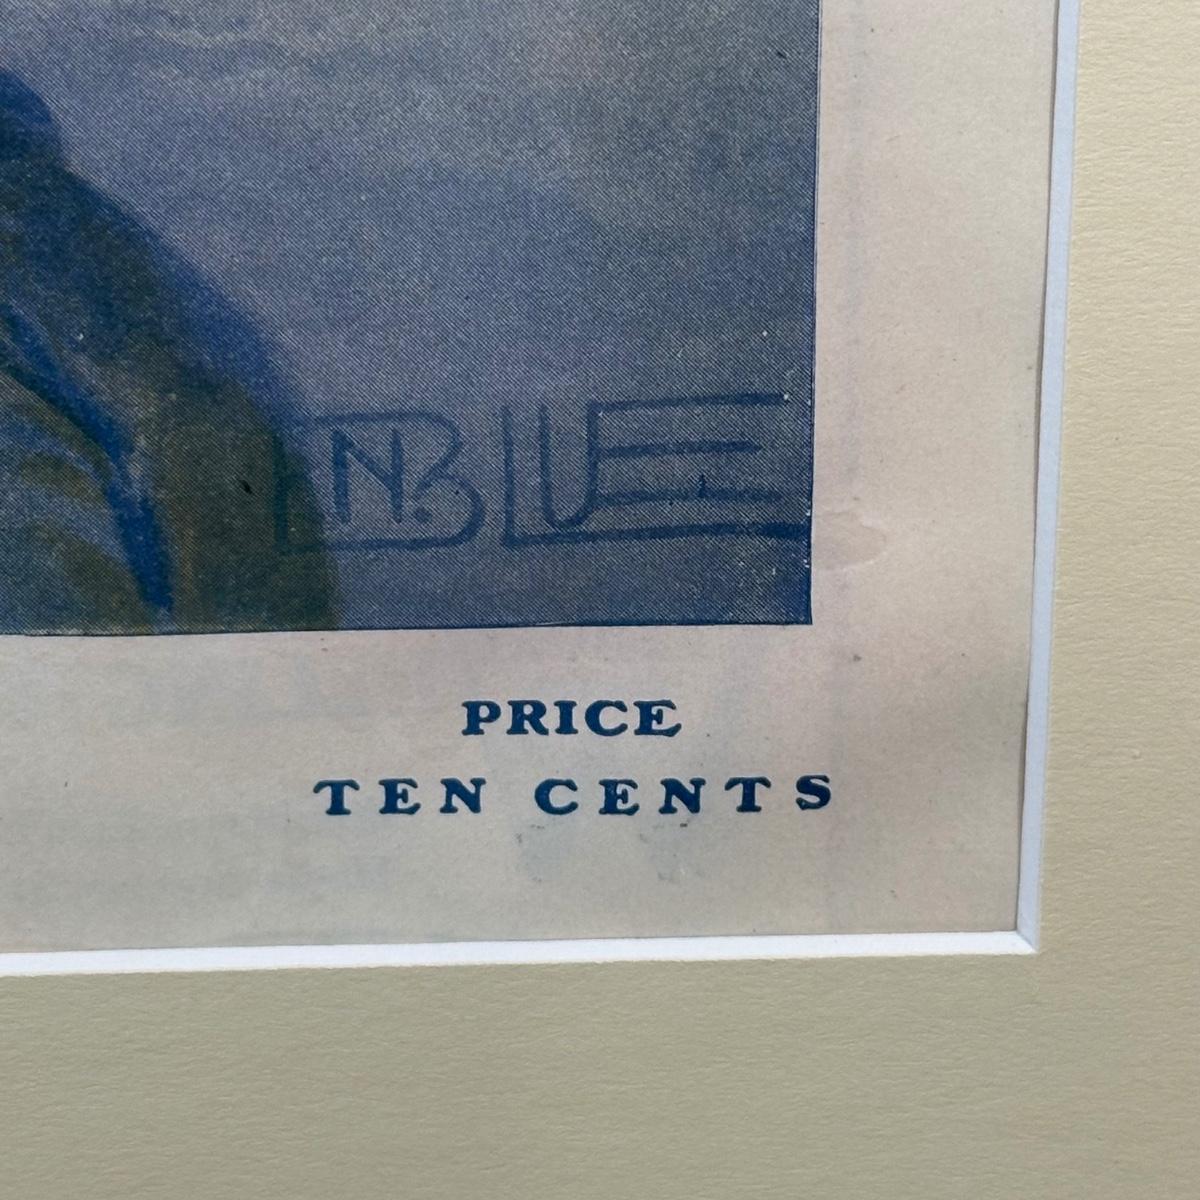 N. BLUE
PRICE
TEN CENTS